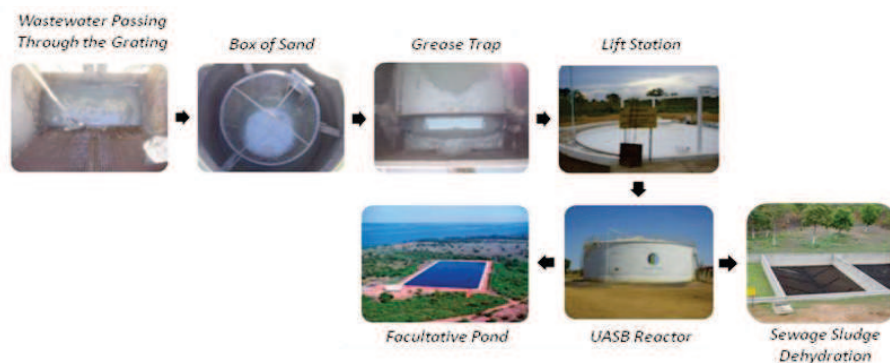 Wastewater Passing
Through the Grating
Box of Sand
Grease Trap
Lift Station
Facultative Pond
UASB Reactor
Sewage Sludge
Dehydration